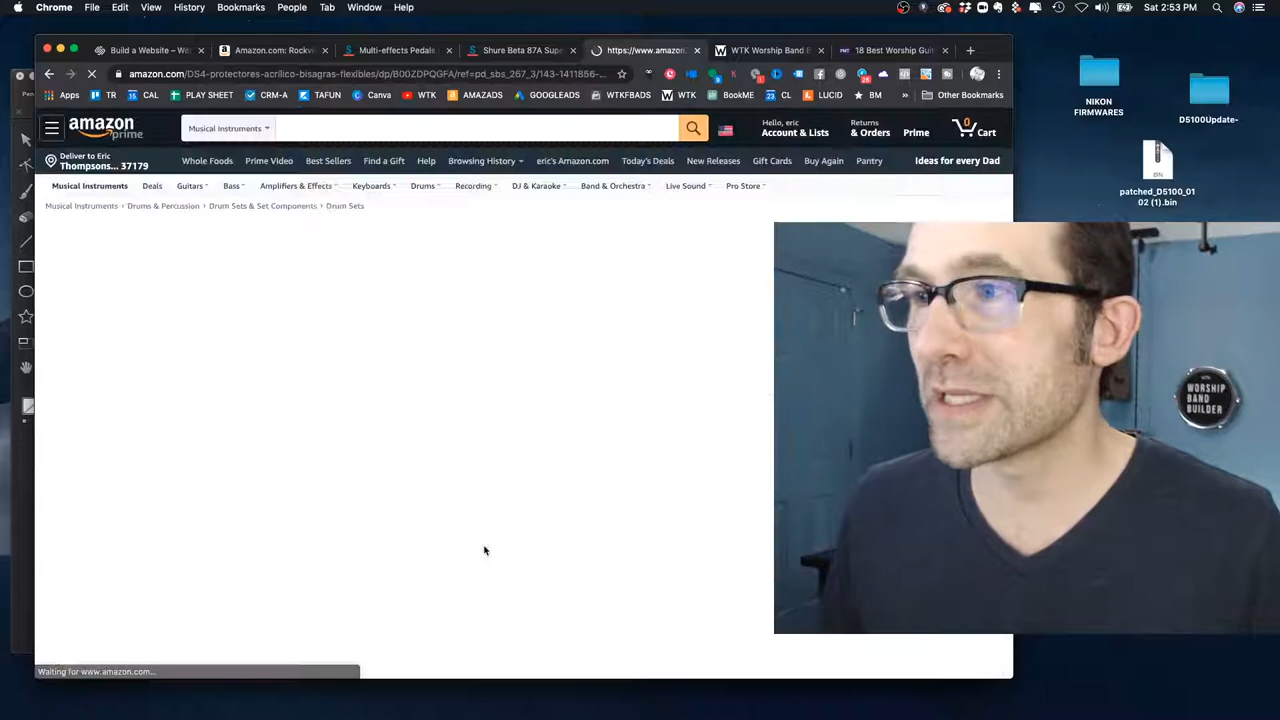 Chrome File Edit View History Bookmarks People Tab Window Help Sat 2:53 PM
Build a Website – We
Amazon.com: Rockvi
Multi-effects Pedals
Shure Beta 87A Supe
https://www.amazon.
WTK Worship Band B
18 Best Worship Guit
amazon.com/DS4-protectores-acrílico-bisagras-flexibles/dp/B00ZDPQGFA/ref=pd_sbs_267_3/143-1411856-...
Apps TR CAL PLAY SHEET CRM-A TAFUN Canva WTK AMAZADS GOOGLEADS WTKFBADS WTK BookME CL LUCID BM » Other Bookmarks
amazon prime
Musical Instruments
Hello, eric
Account & Lists
Returns
& Orders
Prime
0
Cart
Deliver to Eric
Thompsons... 37179
Whole Foods Prime Video Best Sellers Find a Gift Help Browsing History eric's Amazon.com Today's Deals New Releases Gift Cards Buy Again Pantry Ideas for every Dad
Musical Instruments Deals Guitars Bass Amplifiers & Effects Keyboards Drums Recording DJ & Karaoke Band & Orchestra Live Sound Pro Store
Musical Instruments › Drums & Percussion › Drum Sets & Set Components › Drum Sets
NIKON
FIRMWARES
D5100Update-
BIN
patched_D5100_01
02 (1).bin
WORSHIP
BAND
BUILDER
Waiting for www.amazon.com...